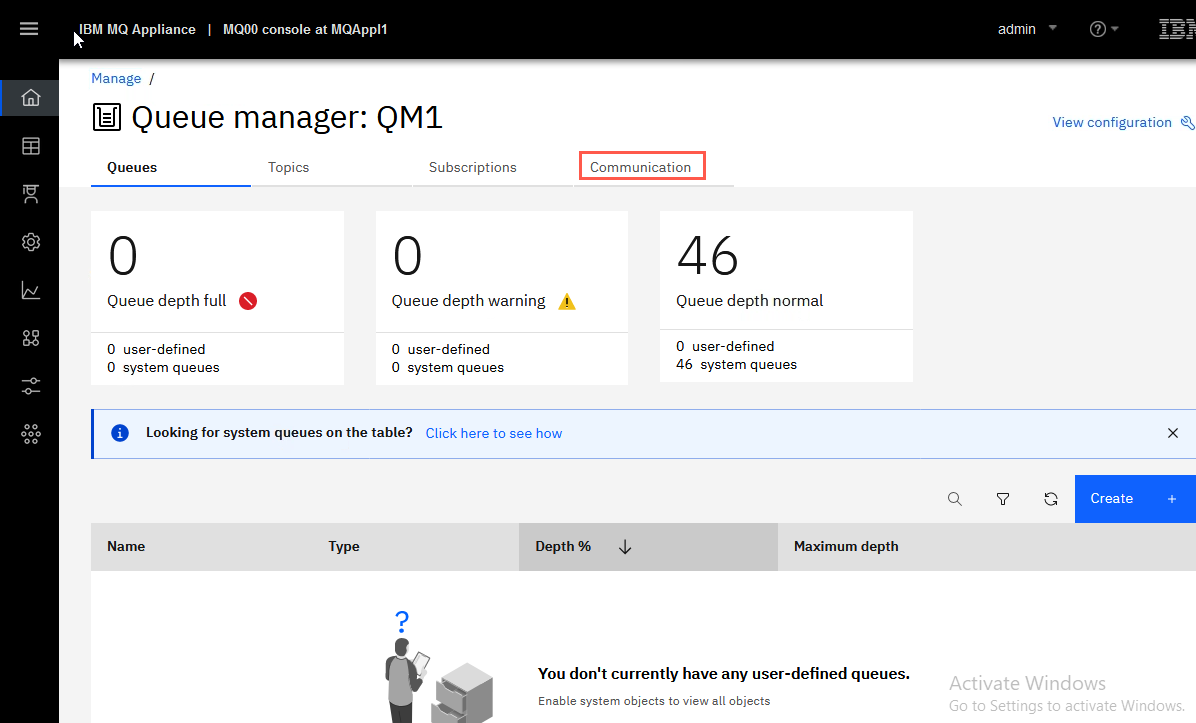 IBM MQ Appliance | MQ00 console at MQAppl1
admin
IBM
Manage /
Queue manager: QM1
View configuration
Queues Topics Subscriptions Communication
0 0 46
Queue depth full Queue depth warning Queue depth normal
0 user-defined 0 user-defined 0 user-defined
0 system queues 0 system queues 46 system queues
Looking for system queues on the table? Click here to see how
Create +
Name Type Depth % Maximum depth
?
You don't currently have any user-defined queues.
Enable system objects to view all objects
Activate Windows
Go to Settings to activate Windows.